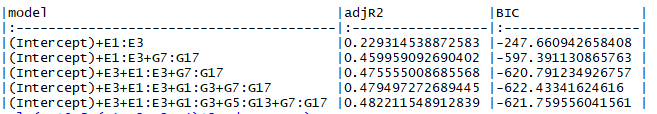 |model |adjR2 |BIC |
|:------------------------------------|:-----------------|:-----------------|
|(Intercept)+E1:E3 |0.229314538872583 |-247.660942658408 |
|(Intercept)+E1:E3+G7:G17 |0.459959092690402 |-597.391130865763 |
|(Intercept)+E3+E1:E3+G7:G17 |0.475555008685568 |-620.791234926757 |
|(Intercept)+E3+E1:E3+G1:G3+G7:G17 |0.479497272689445 |-622.43341624616 |
|(Intercept)+E3+E1:E3+G1:G3+G5:G13+G7:G17 |0.482211548912839 |-621.759556041561 |